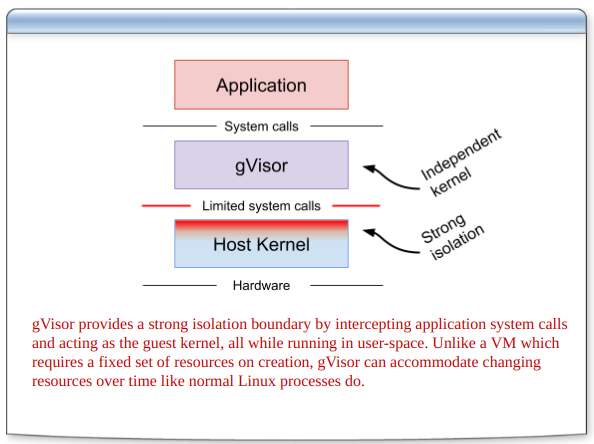 Application
System calls
gVisor
Independent
kernel
Limited system calls
Strong
isolation
Host Kernel
Hardware
gVisor provides a strong isolation boundary by intercepting application system calls
and acting as the guest kernel, all while running in user-space. Unlike a VM which
requires a fixed set of resources on creation, gVisor can accommodate changing
resources over time like normal Linux processes do.